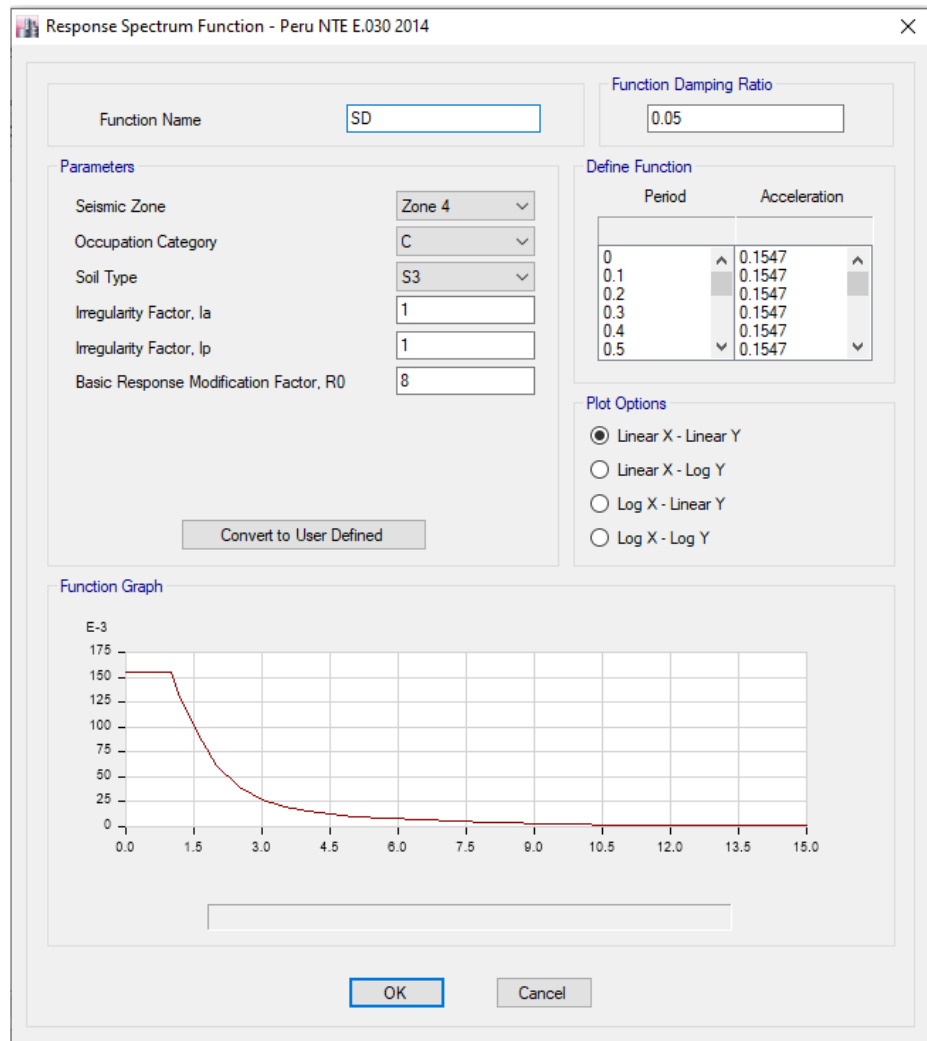 Response Spectrum Function - Peru NTE E.030 2014
Function Name
SD
Function Damping Ratio
0.05
Parameters
Seismic Zone
Zone 4
Occupation Category
C
Soil Type
S3
Irregularity Factor, Ia
1
Irregularity Factor, Ip
1
Basic Response Modification Factor, R0
8
Convert to User Defined
Define Function
Period Acceleration
0 0.1547
0.1 0.1547
0.2 0.1547
0.3 0.1547
0.4 0.1547
0.5 0.1547
Plot Options
Linear X - Linear Y
Linear X - Log Y
Log X - Linear Y
Log X - Log Y
Function Graph
E-3
175
150
125
100
75
50
25
0
0.0 1.5 3.0 4.5 6.0 7.5 9.0 10.5 12.0 13.5 15.0
OK Cancel